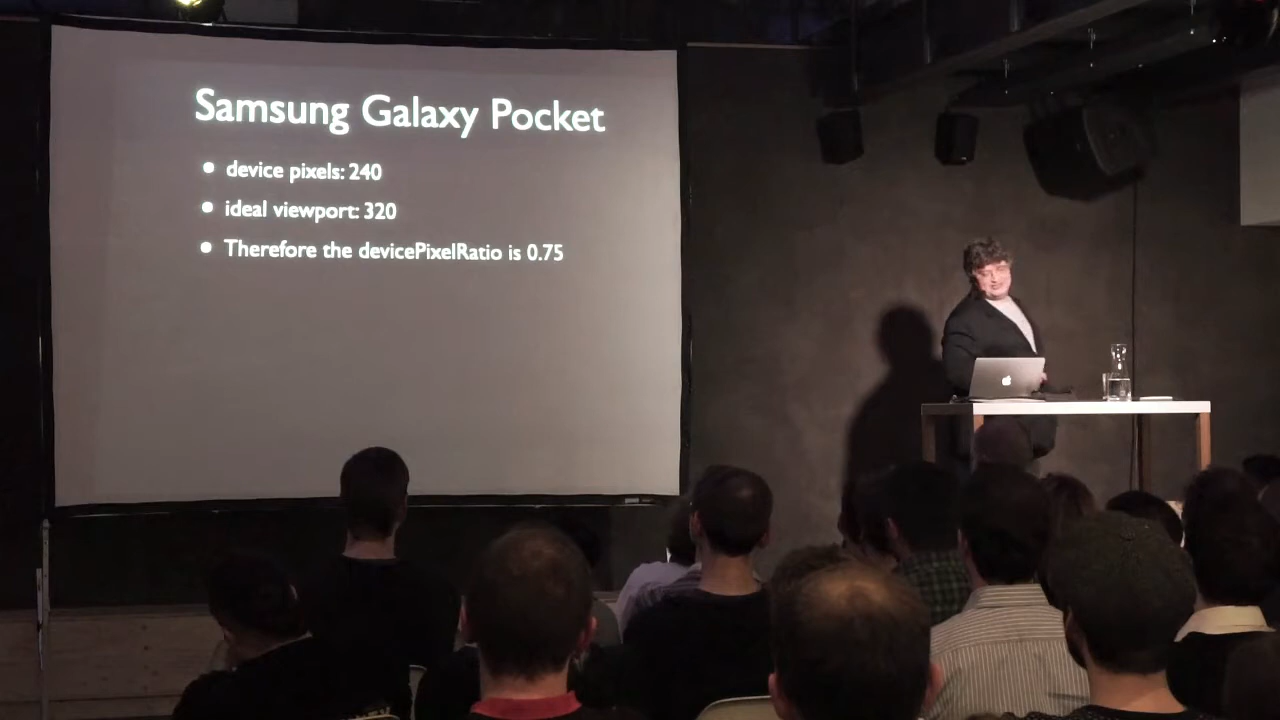 Samsung Galaxy Pocket
• device pixels: 240
• ideal viewport: 320
• Therefore the devicePixelRatio is 0.75